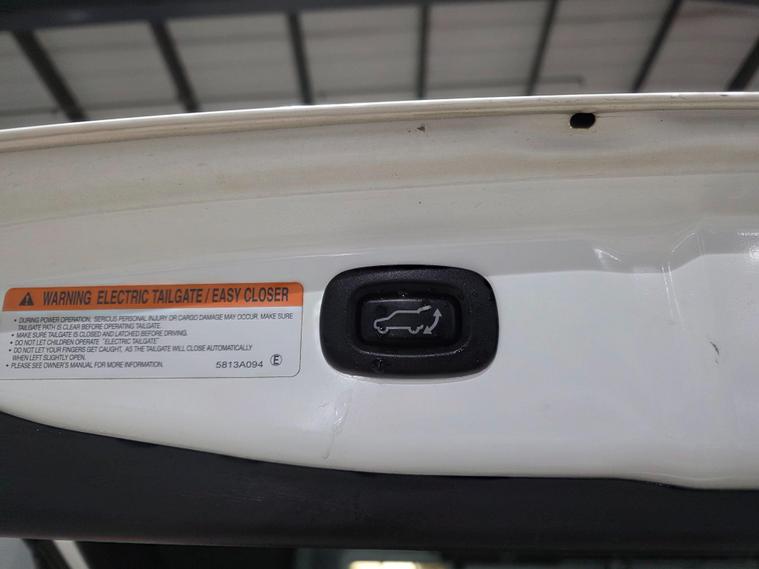 WARNING ELECTRIC TAILGATE / EASY CLOSER
• DURING POWER OPERATION, SERIOUS PERSONAL INJURY OR CARGO DAMAGE MAY OCCUR. MAKE SURE
TAILGATE PATH IS CLEAR BEFORE OPERATING TAILGATE.
• MAKE SURE TAILGATE IS CLOSED AND LATCHED BEFORE DRIVING.
• DO NOT LET CHILDREN OPERATE "ELECTRIC TAILGATE"
• DO NOT LET YOUR FINGERS GET CAUGHT, AS THE TAILGATE WILL CLOSE AUTOMATICALLY
WHEN LEFT SLIGHTLY OPEN.
• PLEASE SEE OWNER'S MANUAL FOR MORE INFORMATION.
5813A094 Ⓔ